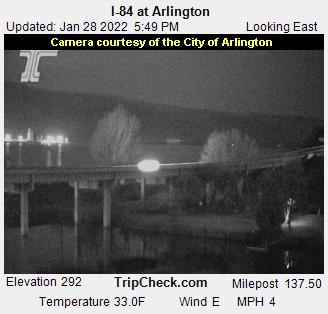 I-84 at Arlington
Updated: Jan 28 2022 5:49 PM Looking East
Camera courtesy of the City of Arlington
Elevation 292 TripCheck.com Milepost 137.50
Temperature 33.0F Wind E MPH 4